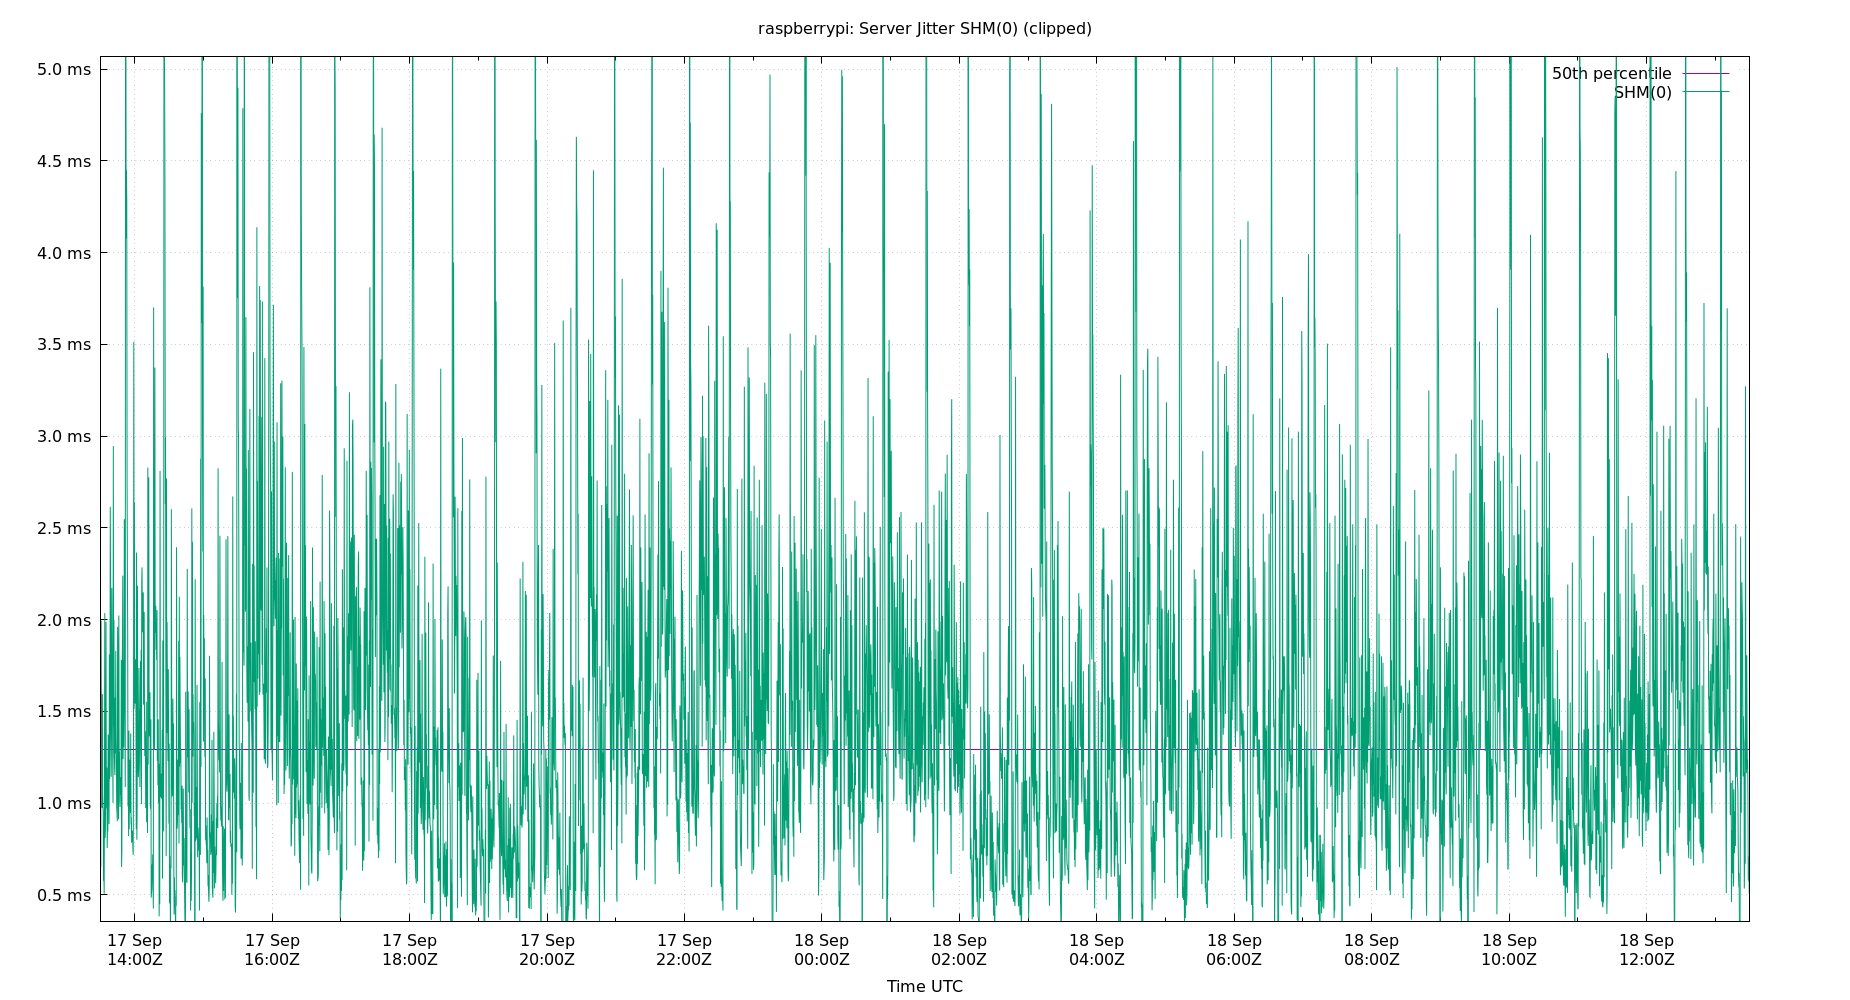 raspberrypi: Server Jitter SHM(0) (clipped)
50th percentile
SHM(0)
5.0 ms
4.5 ms
4.0 ms
3.5 ms
3.0 ms
2.5 ms
2.0 ms
1.5 ms
1.0 ms
0.5 ms
17 Sep 17 Sep 17 Sep 17 Sep 17 Sep 18 Sep 18 Sep 18 Sep 18 Sep 18 Sep 18 Sep 18 Sep
14:00Z 16:00Z 18:00Z 20:00Z 22:00Z 00:00Z 02:00Z 04:00Z 06:00Z 08:00Z 10:00Z 12:00Z
Time UTC